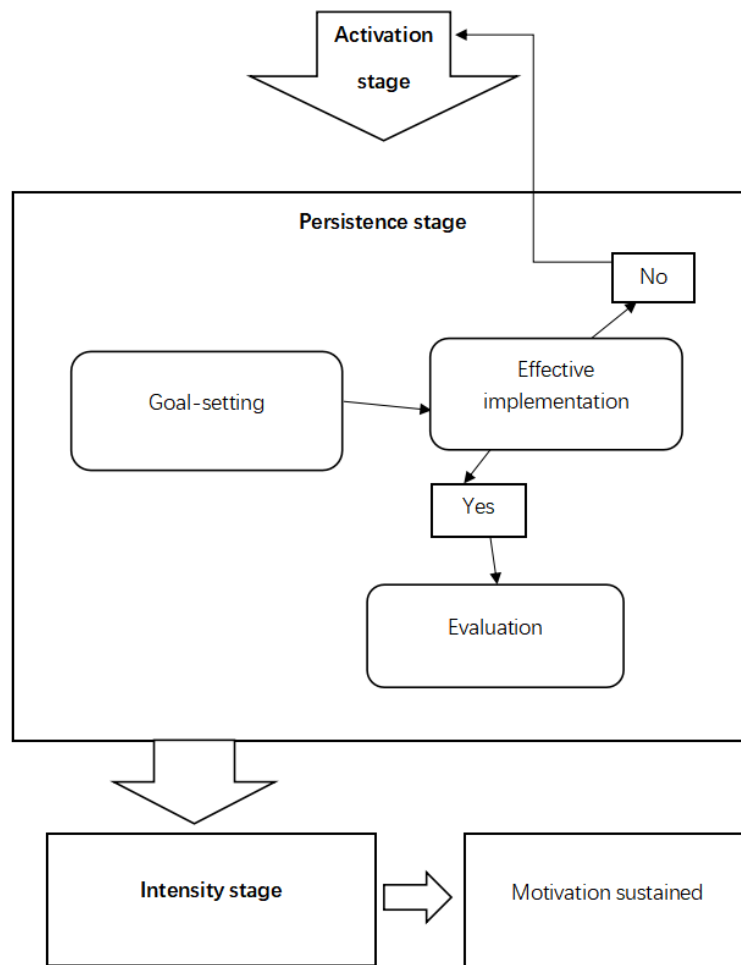 Activation
stage
Persistence stage
No
Goal-setting
Effective
implementation
Yes
Evaluation
Intensity stage
Motivation sustained